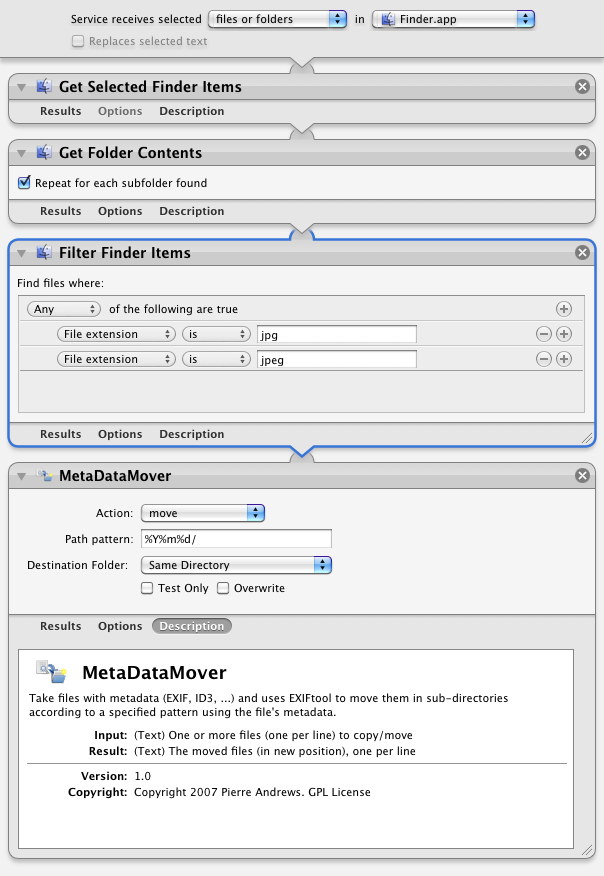 Service receives selected files or folders in Finder.app
Replaces selected text
Get Selected Finder Items
Results Options Description
Get Folder Contents
Repeat for each subfolder found
Results Options Description
Filter Finder Items
Find files where:
Any of the following are true
File extension is jpg
File extension is jpeg
Results Options Description
MetaDataMover
Action: move
Path pattern: %Y%m%d/
Destination Folder: Same Directory
Test Only Overwrite
Results Options Description
MetaDataMover
Take files with metadata (EXIF, ID3, ...) and uses EXIFtool to move them in sub-directories
according to a specified pattern using the file's metadata.
Input: (Text) One or more files (one per line) to copy/move
Result: (Text) The moved files (in new position), one per line
Version: 1.0
Copyright: Copyright 2007 Pierre Andrews. GPL License